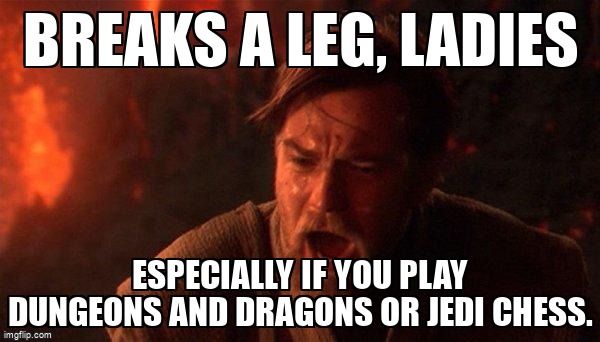 BREAKS A LEG, LADIES
ESPECIALLY IF YOU PLAY
DUNGEONS AND DRAGONS OR JEDI CHESS.
imgflip.com